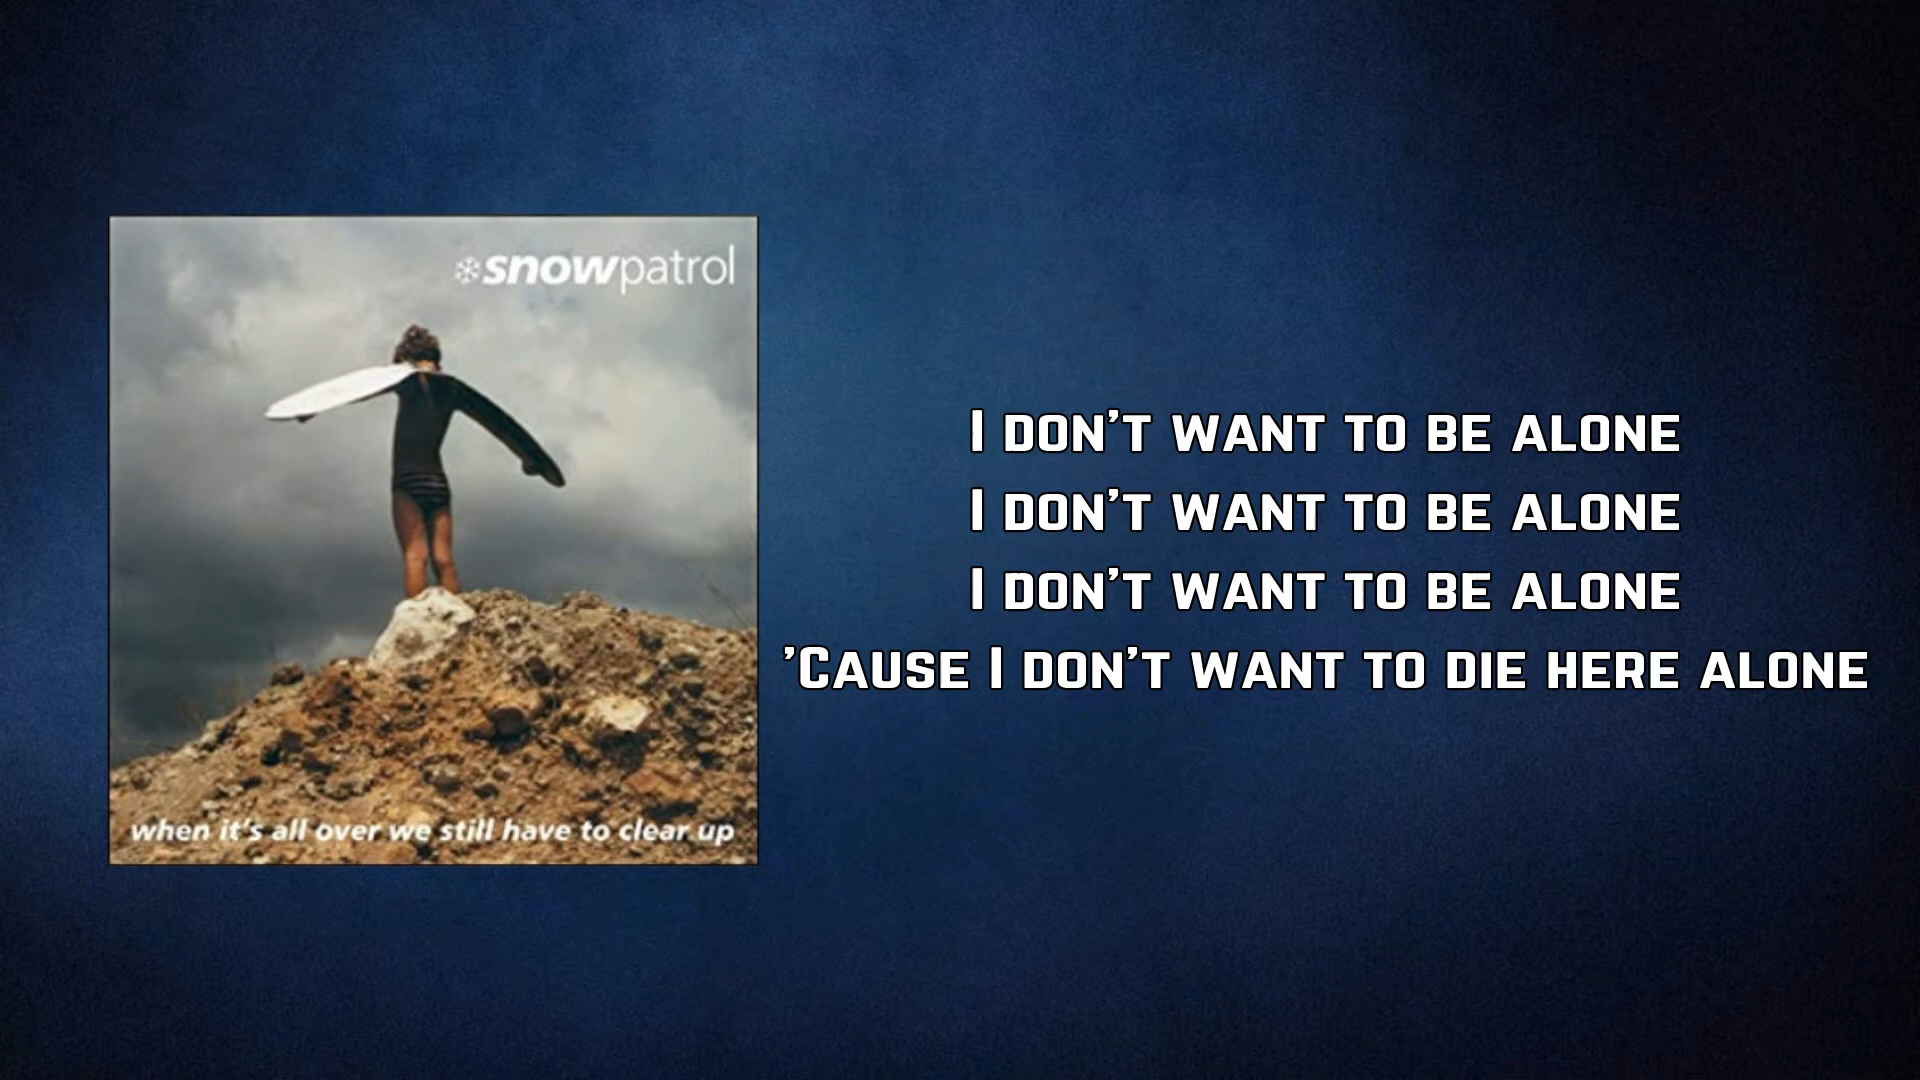 *snowpatrol
when it's all over we still have to clear up
I don't want to be alone
I don't want to be alone
I don't want to be alone
'Cause I don't want to die here alone